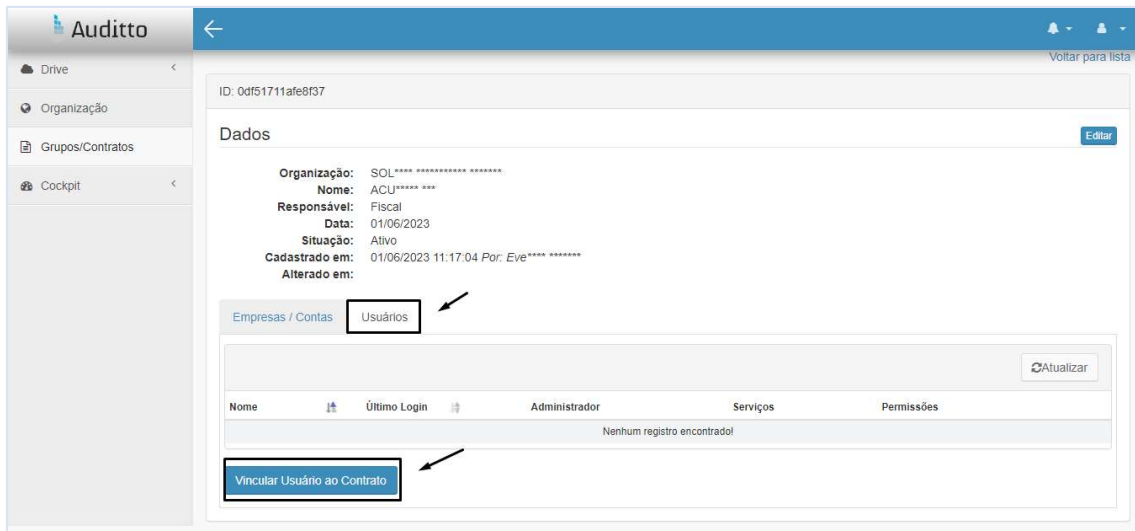 Auditto
Voltar para lista
Drive
Organização
Grupos/Contratos
Cockpit
ID: 0df51711afe8f37
Dados
Editar
Organização: SOL**** *********** *******
Nome: ACU***** ***
Responsável: Fiscal
Data: 01/06/2023
Situação: Ativo
Cadastrado em: 01/06/2023 11:17:04 Por: Eve**** *******
Alterado em:
Empresas / Contas Usuários
Atualizar
Nome Último Login Administrador Serviços Permissões
Nenhum registro encontrado!
Vincular Usuário ao Contrato